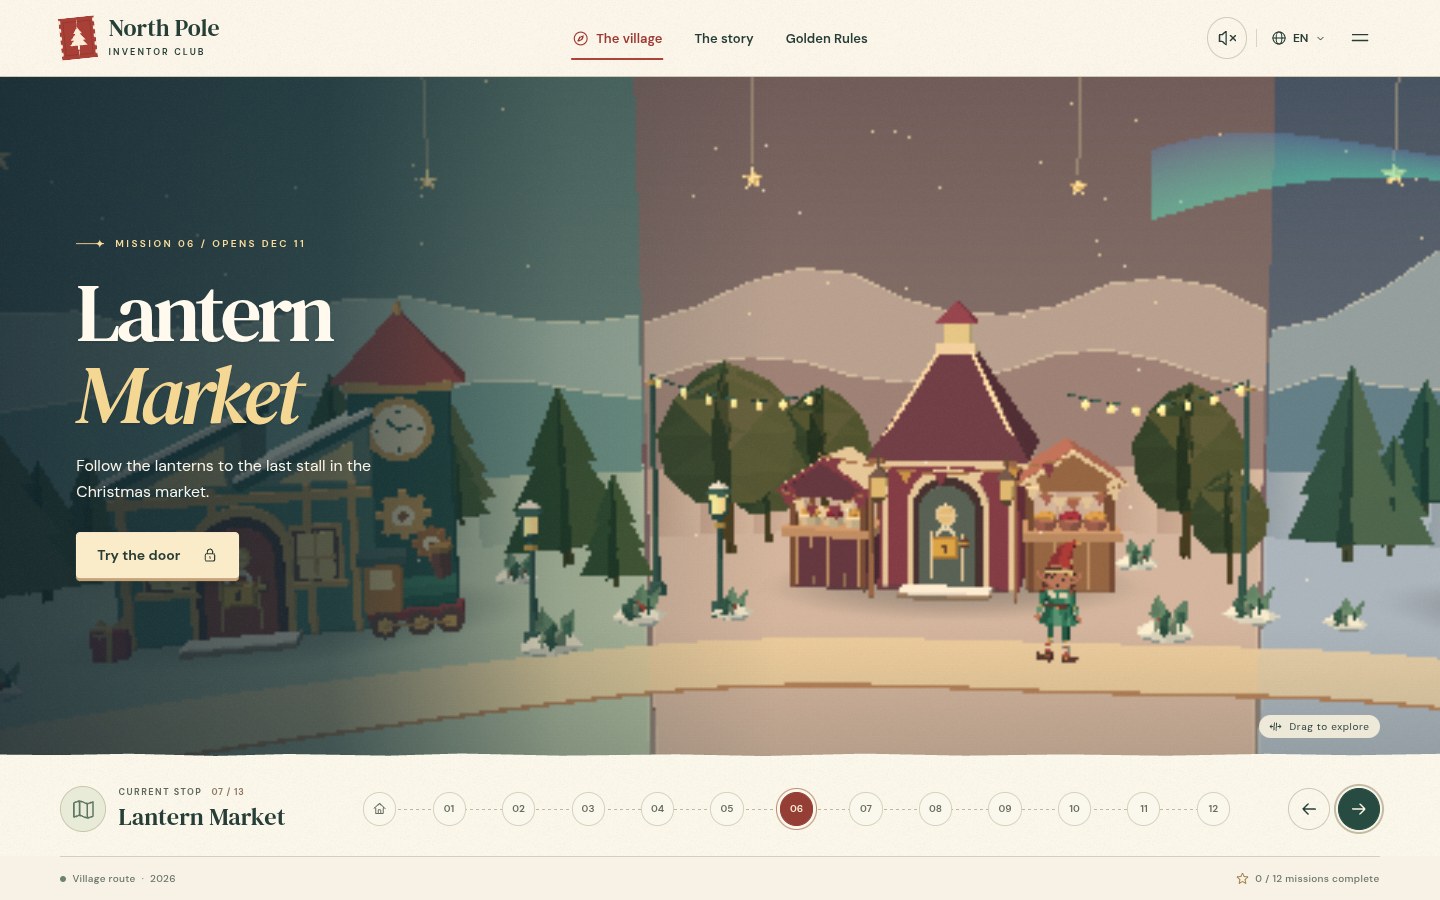 North Pole
INVENTOR CLUB
The village
The story
Golden Rules
EN
MISSION 06 / OPENS DEC 11
Lantern
Market
Follow the lanterns to the last stall in the
Christmas market.
Try the door
Drag to explore
CURRENT STOP 07 / 13
Lantern Market
01
02
03
04
05
06
07
08
09
10
11
12
Village route · 2026
0 / 12 missions complete